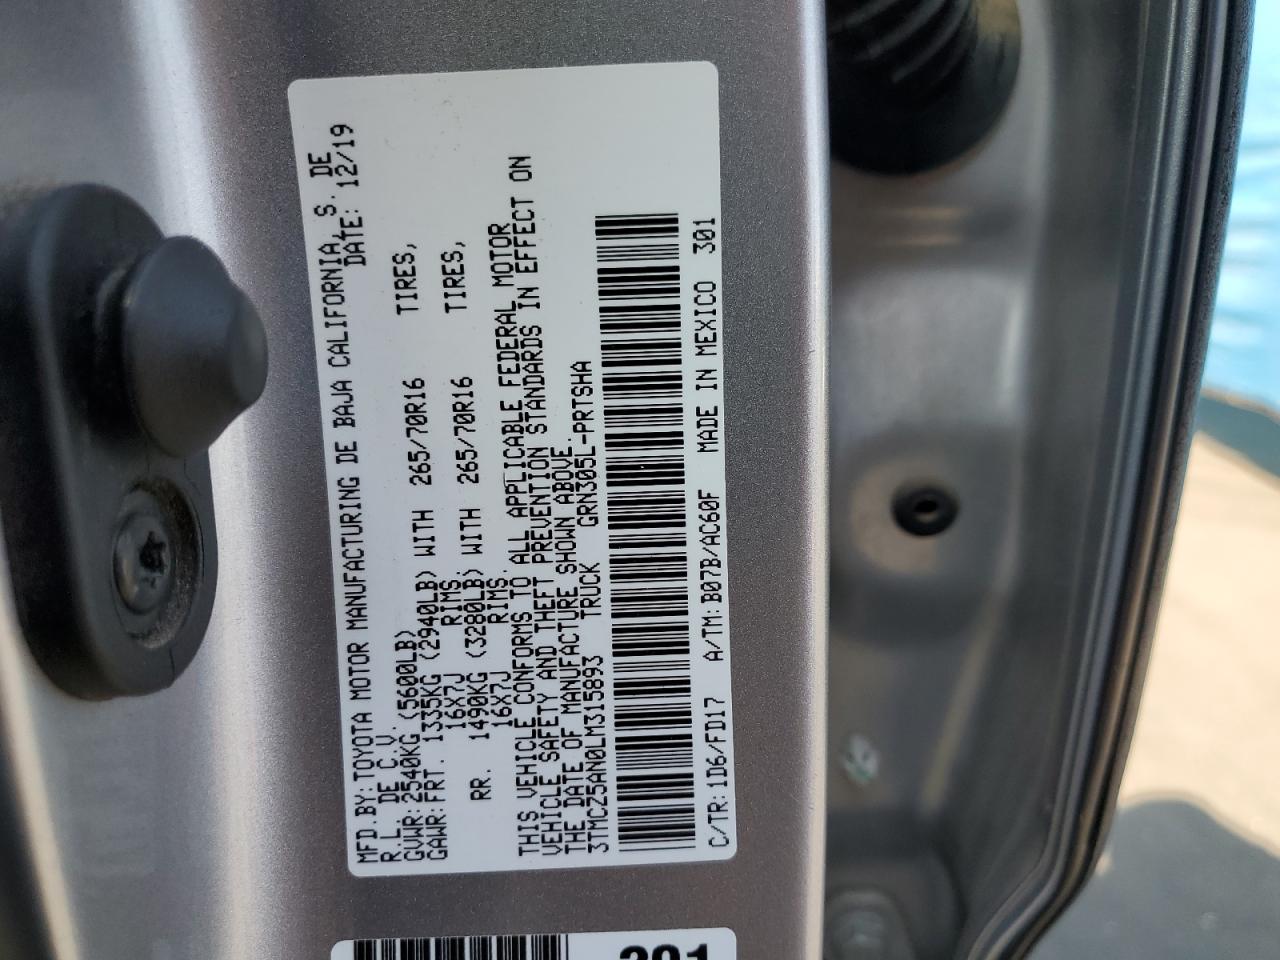 MFD.BY:TOYOTA MOTOR MANUFACTURING DE BAJA CALIFORNIA,S. DE
R.L. DE C.V. DATE: 12/19
GVWR:2540KG (5600LB)
GAWR:FRT. 1335KG (2940LB) WITH 265/70R16 TIRES,
16X7J RIMS.
RR. 1490KG (3280LB) WITH 265/70R16 TIRES,
16X7J RIMS.
THIS VEHICLE CONFORMS TO ALL APPLICABLE FEDERAL MOTOR
VEHICLE SAFETY AND THEFT PREVENTION STANDARDS IN EFFECT ON
THE DATE OF MANUFACTURE SHOWN ABOVE.
3TMCZ5AN0LM315893 TRUCK GRN305L-PRTSHA
C/TR:1D6/FD17 A/TM:B07B/AC60F MADE IN MEXICO 301